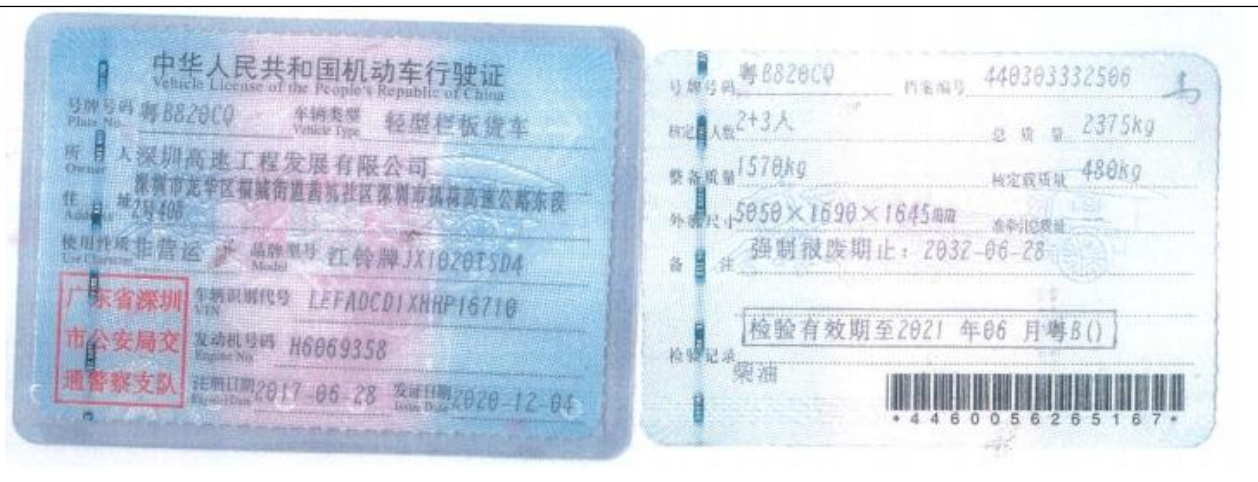 中华人民共和国机动车行驶证
Vehicle License of the People's Republic of China
号牌号码 粤B820CQ 车辆类型 轻型栏板货车
Plate No. Vehicle Type
所有人 深圳高速工程发展有限公司
Owner
深圳市龙华区福城街道茜坑社区深圳市机荷高速公路东段
住址 2号408
Address
使用性质 非营运 品牌型号 江铃牌JX1020TSD4
Use Character Model
广东省深圳
市公安局交
通警察支队
车辆识别代号 LEFADCD1XHHP16710
VIN
发动机号码 H6069358
Engine No.
注册日期 2017-06-28 发证日期 2020-12-04
Register Date Issue Date
号牌号码 粤B820CQ 档案编号 440303332506
核定载人数 2+3人 总质量 2375kg
整备质量 1570kg 核定载质量 480kg
外廓尺寸 5050×1690×1645mm 准牵引总质量
备注 强制报废期止：2032-06-28
检验有效期至2021 年06 月粤B()
检验记录
柴油
*4460056265167*